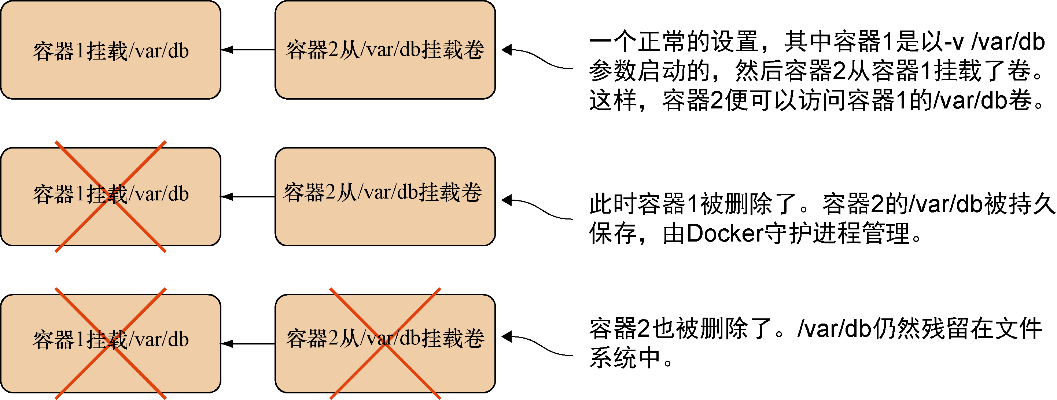 容器1挂载/var/db
容器2从/var/db挂载卷
一个正常的设置，其中容器1是以-v /var/db
参数启动的，然后容器2从容器1挂载了卷。
这样，容器2便可以访问容器1的/var/db卷。
容器1挂载/var/db
容器2从/var/db挂载卷
此时容器1被删除了。容器2的/var/db被持久
保存，由Docker守护进程管理。
容器1挂载/var/db
容器2从/var/db挂载卷
容器2也被删除了。/var/db仍然残留在文件
系统中。